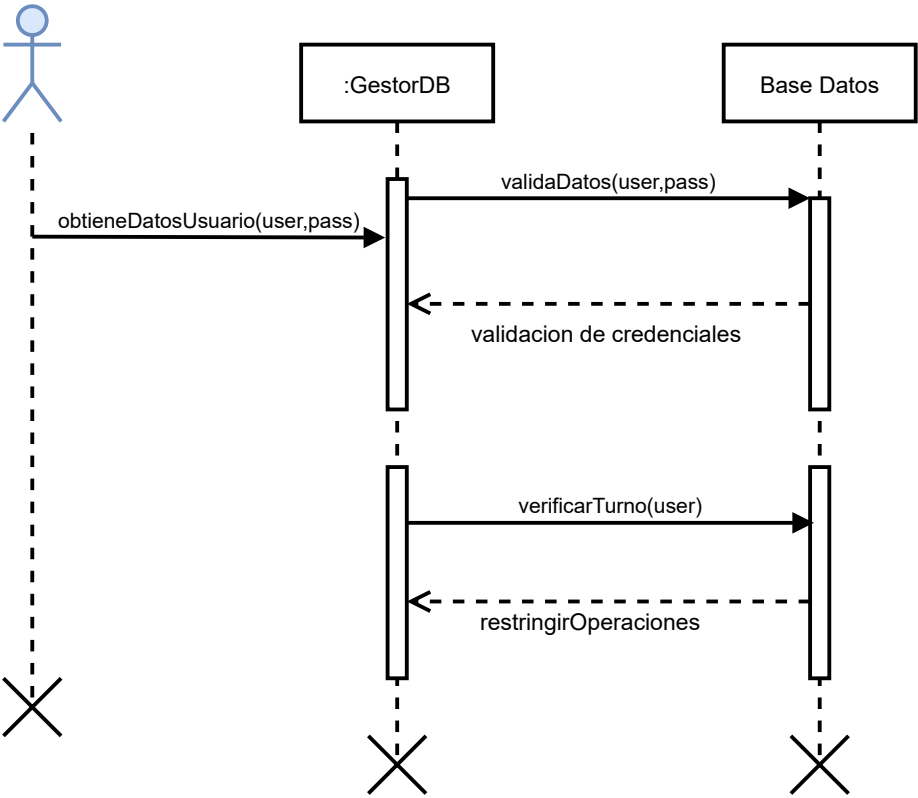 :GestorDB
Base Datos
validaDatos(user,pass)
obtieneDatosUsuario(user,pass)
validacion de credenciales
verificarTurno(user)
restringirOperaciones